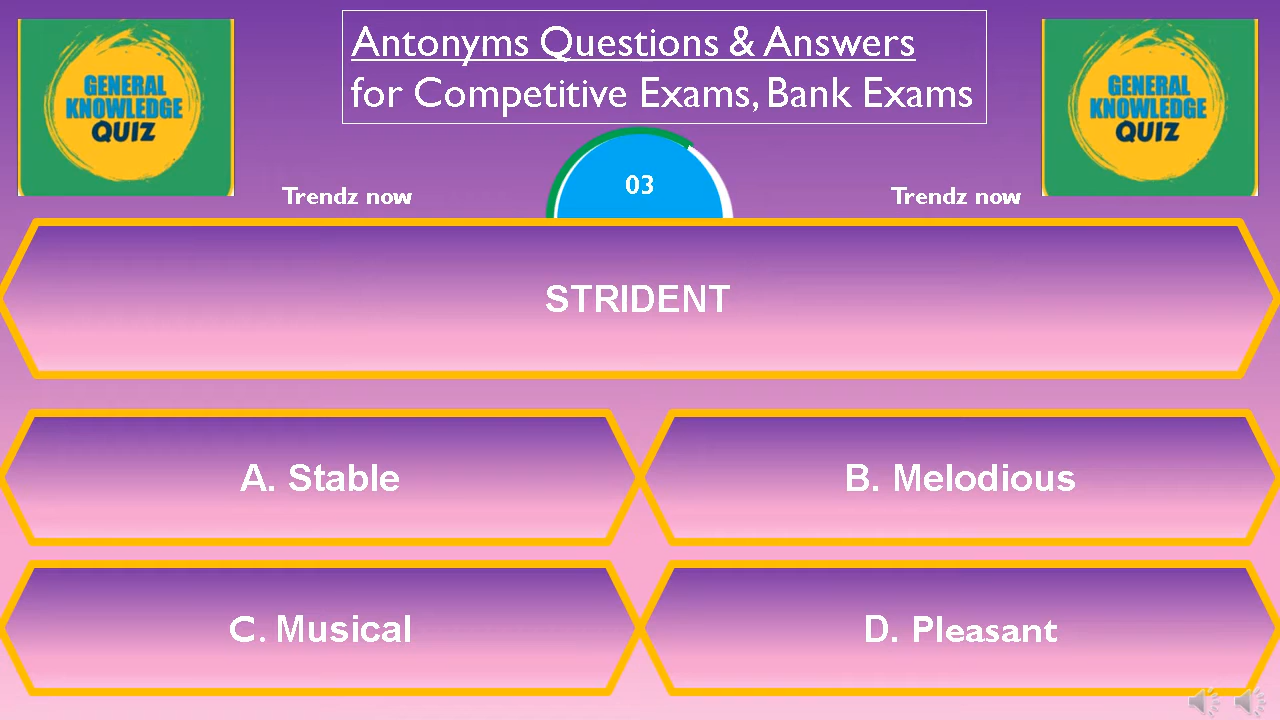 Antonyms Questions & Answers
for Competitive Exams, Bank Exams
GENERAL
KNOWLEDGE
QUIZ
GENERAL
KNOWLEDGE
QUIZ
03
Trendz now
Trendz now
STRIDENT
A. Stable
B. Melodious
C. Musical
D. Pleasant